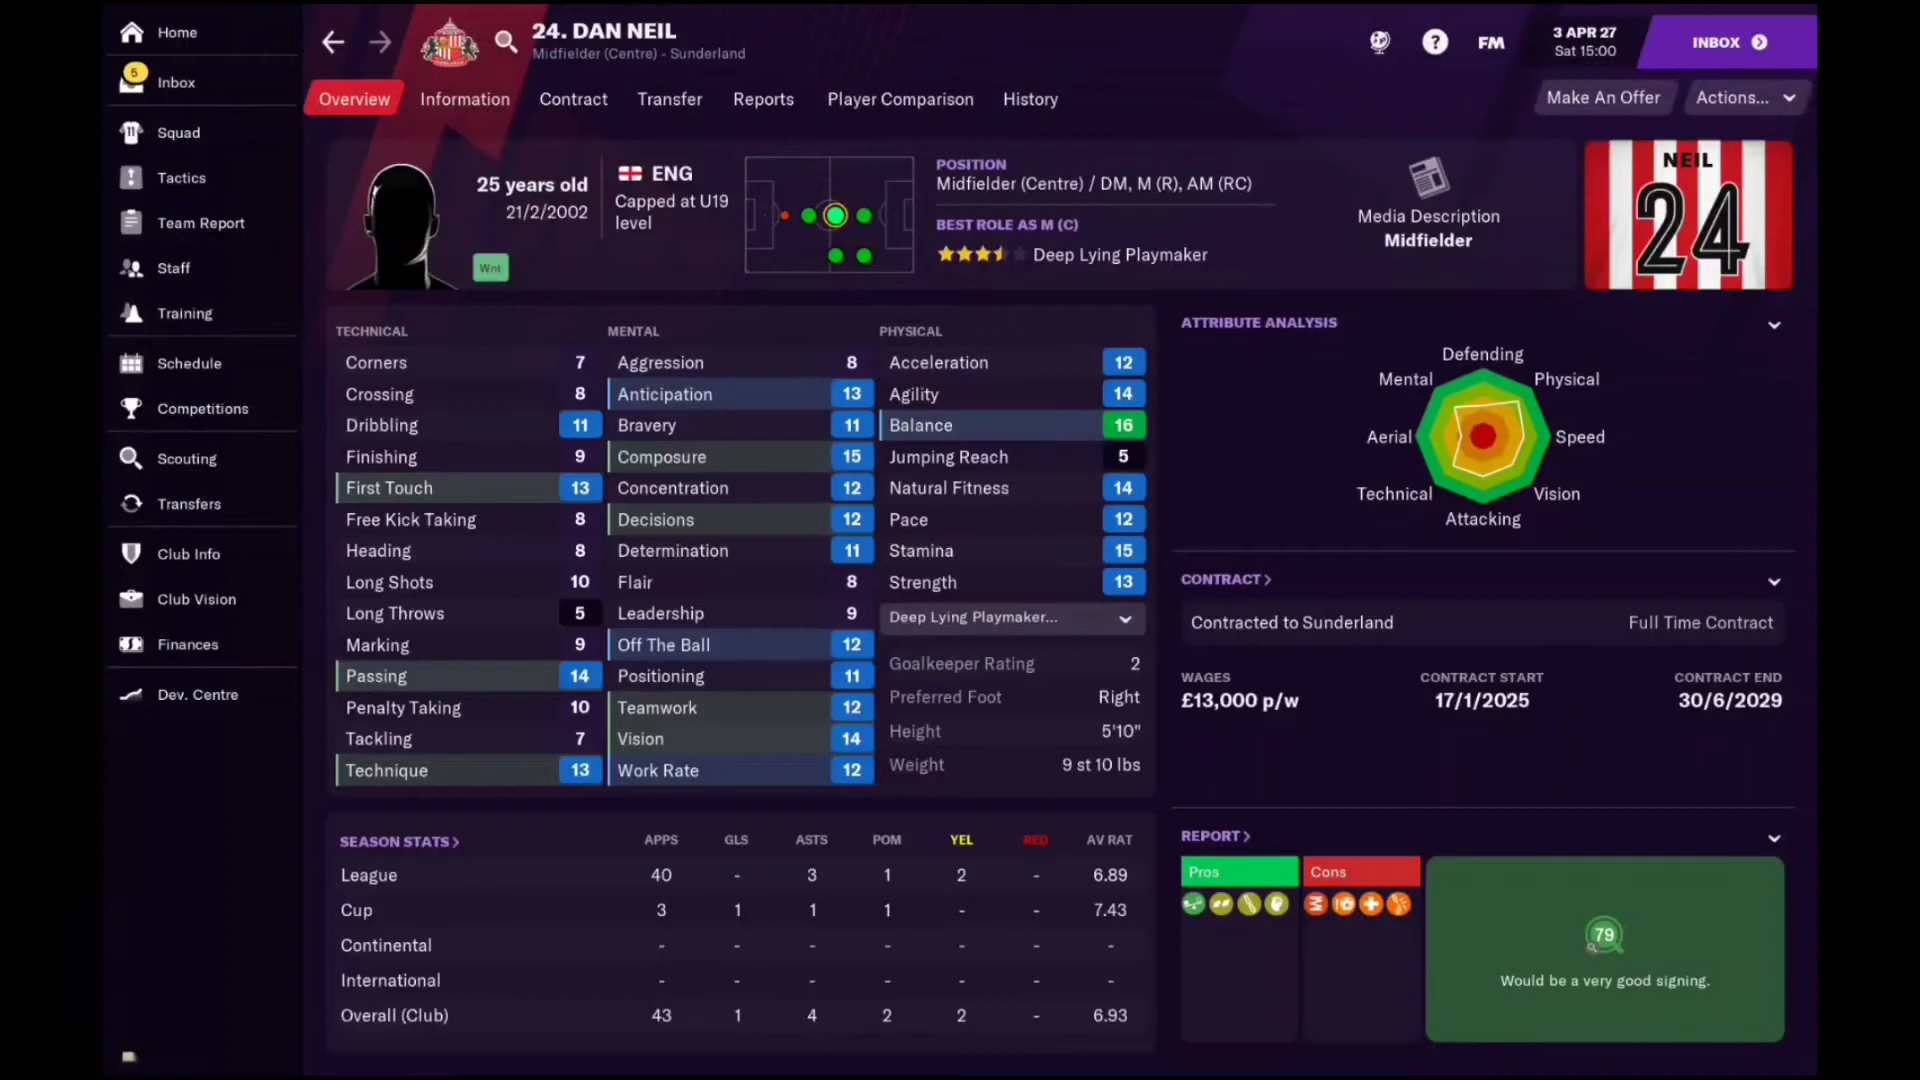 Home
5
Inbox
Squad
Tactics
Team Report
Staff
Training
Schedule
Competitions
Scouting
Transfers
Club Info
Club Vision
Finances
Dev. Centre
24. DAN NEIL
Midfielder (Centre) - Sunderland
FM
3 APR 27
Sat 15:00
INBOX
Overview Information Contract Transfer Reports Player Comparison History
Make An Offer Actions...
25 years old
21/2/2002
Wnt
ENG
Capped at U19
level
POSITION
Midfielder (Centre) / DM, M (R), AM (RC)
BEST ROLE AS M (C)
Deep Lying Playmaker
Media Description
Midfielder
NEIL
24
TECHNICAL
Corners 7
Crossing 8
Dribbling 11
Finishing 9
First Touch 13
Free Kick Taking 8
Heading 8
Long Shots 10
Long Throws 5
Marking 9
Passing 14
Penalty Taking 10
Tackling 7
Technique 13
MENTAL
Aggression 8
Anticipation 13
Bravery 11
Composure 15
Concentration 12
Decisions 12
Determination 11
Flair 8
Leadership 9
Off The Ball 12
Positioning 11
Teamwork 12
Vision 14
Work Rate 12
PHYSICAL
Acceleration 12
Agility 14
Balance 16
Jumping Reach 5
Natural Fitness 14
Pace 12
Stamina 15
Strength 13
Deep Lying Playmaker...
Goalkeeper Rating 2
Preferred Foot Right
Height 5'10"
Weight 9 st 10 lbs
ATTRIBUTE ANALYSIS
Defending
Mental Physical
Aerial Speed
Technical Vision
Attacking
CONTRACT >
Contracted to Sunderland Full Time Contract
WAGES CONTRACT START CONTRACT END
£13,000 p/w 17/1/2025 30/6/2029
SEASON STATS > APPS GLS ASTS POM YEL RED AV RAT
League 40 - 3 1 2 - 6.89
Cup 3 1 1 1 - - 7.43
Continental - - - - - - -
International - - - - - - -
Overall (Club) 43 1 4 2 2 - 6.93
REPORT >
Pros Cons
79
Would be a very good signing.